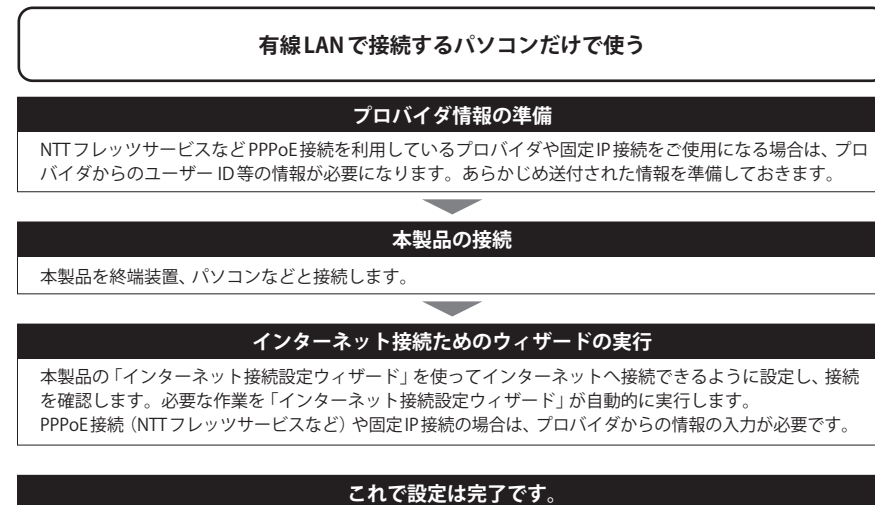 有線LANで接続するパソコンだけで使う
プロバイダ情報の準備
NTTフレッツサービスなどPPPoE接続を利用しているプロバイダや固定IP接続をご使用になる場合は、プロ
バイダからのユーザーID等の情報が必要になります。あらかじめ送付された情報を準備しておきます。
本製品の接続
本製品を終端装置、パソコンなどと接続します。
インターネット接続ためのウィザードの実行
本製品の「インターネット接続設定ウィザード」を使ってインターネットへ接続できるように設定し、接続
を確認します。必要な作業を「インターネット接続設定ウィザード」が自動的に実行します。
PPPoE接続（NTTフレッツサービスなど）や固定IP接続の場合は、プロバイダからの情報の入力が必要です。
これで設定は完了です。